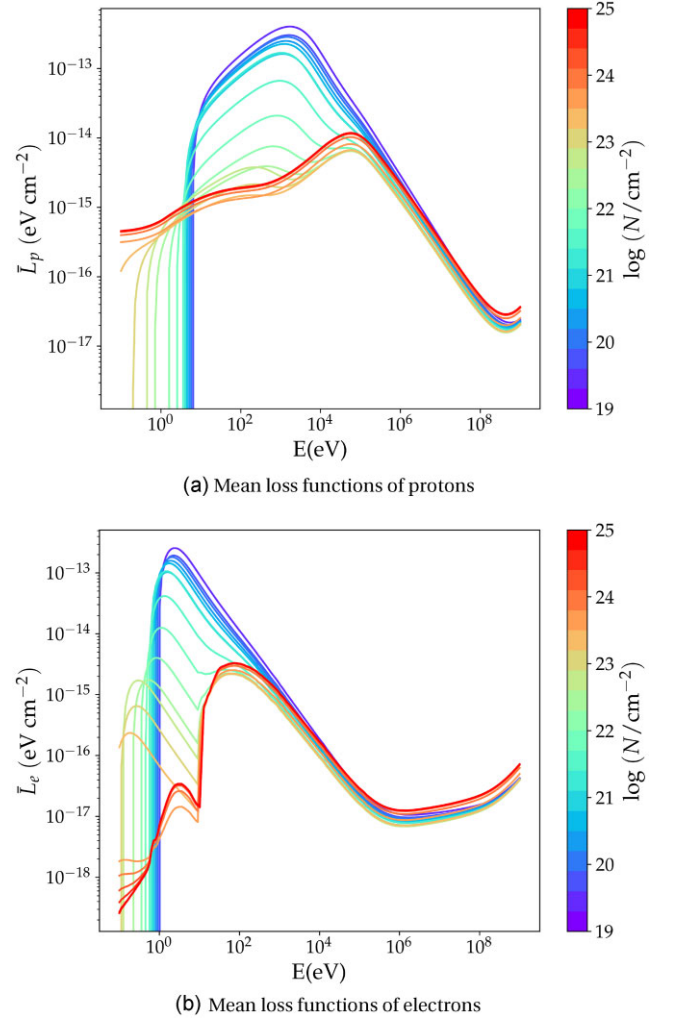 10⁻¹³
10⁻¹⁴
10⁻¹⁵
10⁻¹⁶
10⁻¹⁷
L̄ₚ (eV cm⁻²)
10⁰ 10² 10⁴ 10⁶ 10⁸
E(eV)
25
24
23
22
21
20
19
log (N/cm⁻²)
(a) Mean loss functions of protons
10⁻¹³
10⁻¹⁴
10⁻¹⁵
10⁻¹⁶
10⁻¹⁷
10⁻¹⁸
L̄ₑ (eV cm⁻²)
10⁰ 10² 10⁴ 10⁶ 10⁸
E(eV)
25
24
23
22
21
20
19
log (N/cm⁻²)
(b) Mean loss functions of electrons